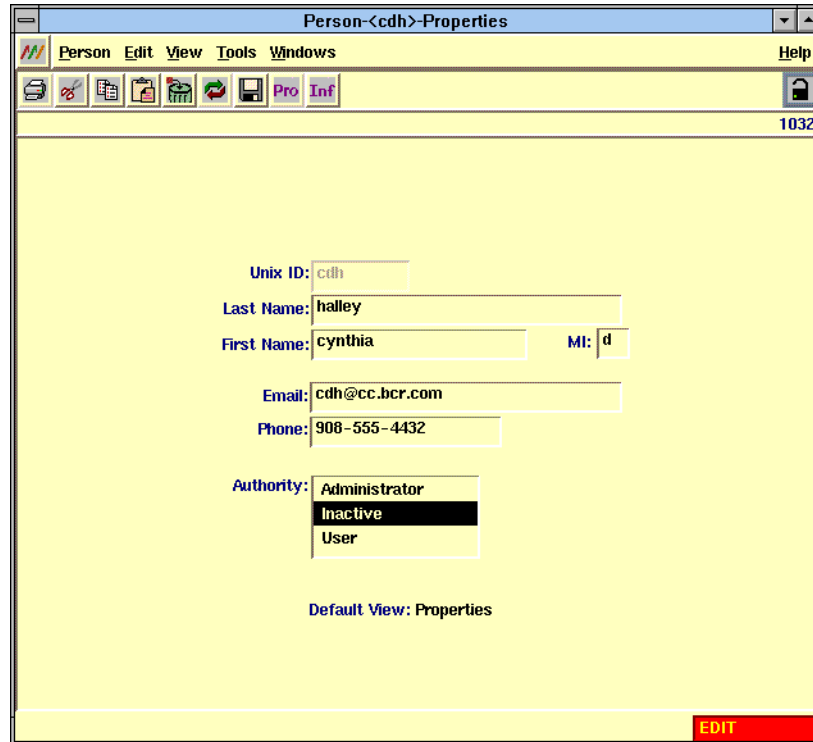 Person-<cdh>-Properties
Person Edit View Tools Windows Help
Pro Inf
1032
Unix ID: cdh
Last Name: halley
First Name: cynthia MI: d
Email: cdh@cc.bcr.com
Phone: 908-555-4432
Authority: Administrator
Inactive
User
Default View: Properties
EDIT